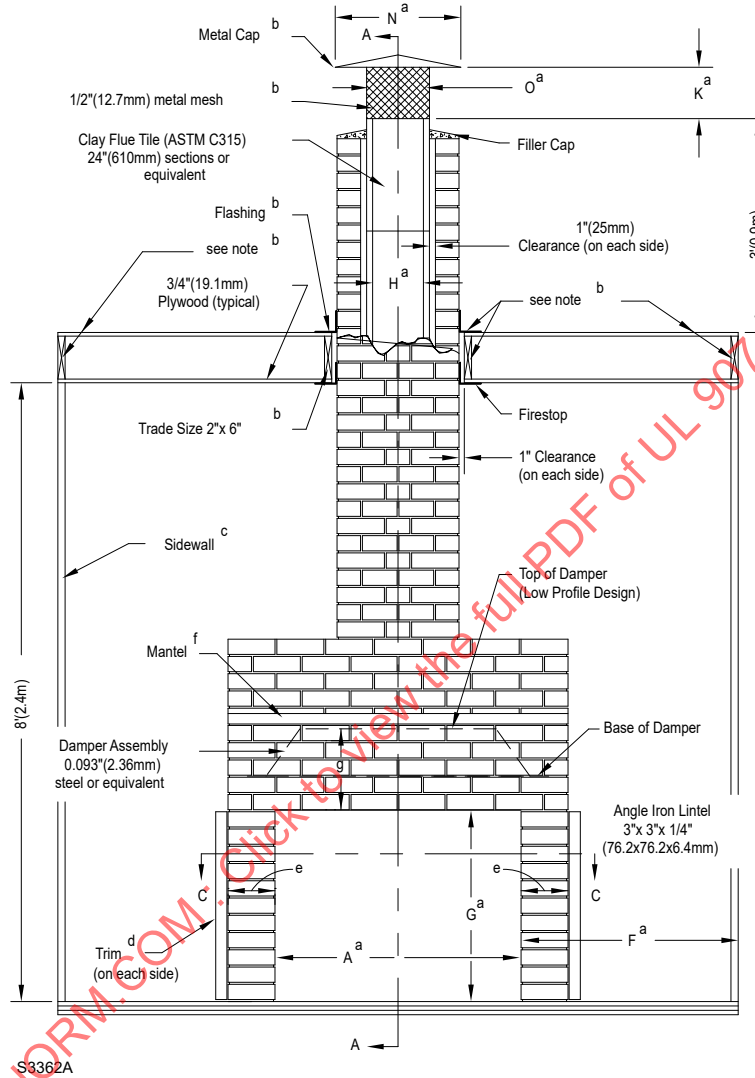 N a
A
Metal Cap b
1/2"(12.7mm) metal mesh b
O a
K a
Clay Flue Tile (ASTM C315)
24"(610mm) sections or
equivalent
Filler Cap
Flashing b
1"(25mm)
Clearance (on each side)
see note b
H a
3/4"(19.1mm)
Plywood (typical)
see note b
Trade Size 2"x 6" b
Firestop
1" Clearance
(on each side)
Sidewall c
Top of Damper
(Low Profile Design)
Mantel f
8'(2.4m)
Base of Damper
Damper Assembly
0.093"(2.36mm)
steel or equivalent
g
Angle Iron Lintel
3"x 3"x 1/4"
(76.2x76.2x6.4mm)
C
e
e
C
G a
F a
A a
Trim d
(on each side)
A
S3362A
ORM.COM : Click to view the full PDF of UL 907